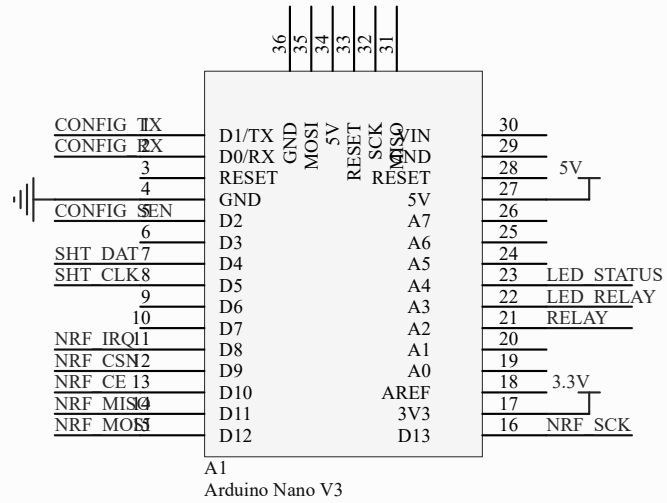 36 35 34 33 32 31
GND MOSI 5V RESET SCK MISO
CONFIG_TX 1 D1/TX VIN 30
CONFIG_RX 2 D0/RX GND 29
3 RESET RESET 28 5V
4 GND 5V 27
CONFIG_SEN 5 D2 A7 26
6 D3 A6 25
SHT_DAT 7 D4 A5 24
SHT_CLK 8 D5 A4 23 LED_STATUS
9 D6 A3 22 LED_RELAY
10 D7 A2 21 RELAY
NRF_IRQ 11 D8 A1 20
NRF_CSN 12 D9 A0 19
NRF_CE 13 D10 AREF 18 3.3V
NRF_MISO 14 D11 3V3 17
NRF_MOSI 15 D12 D13 16 NRF_SCK
A1
Arduino Nano V3